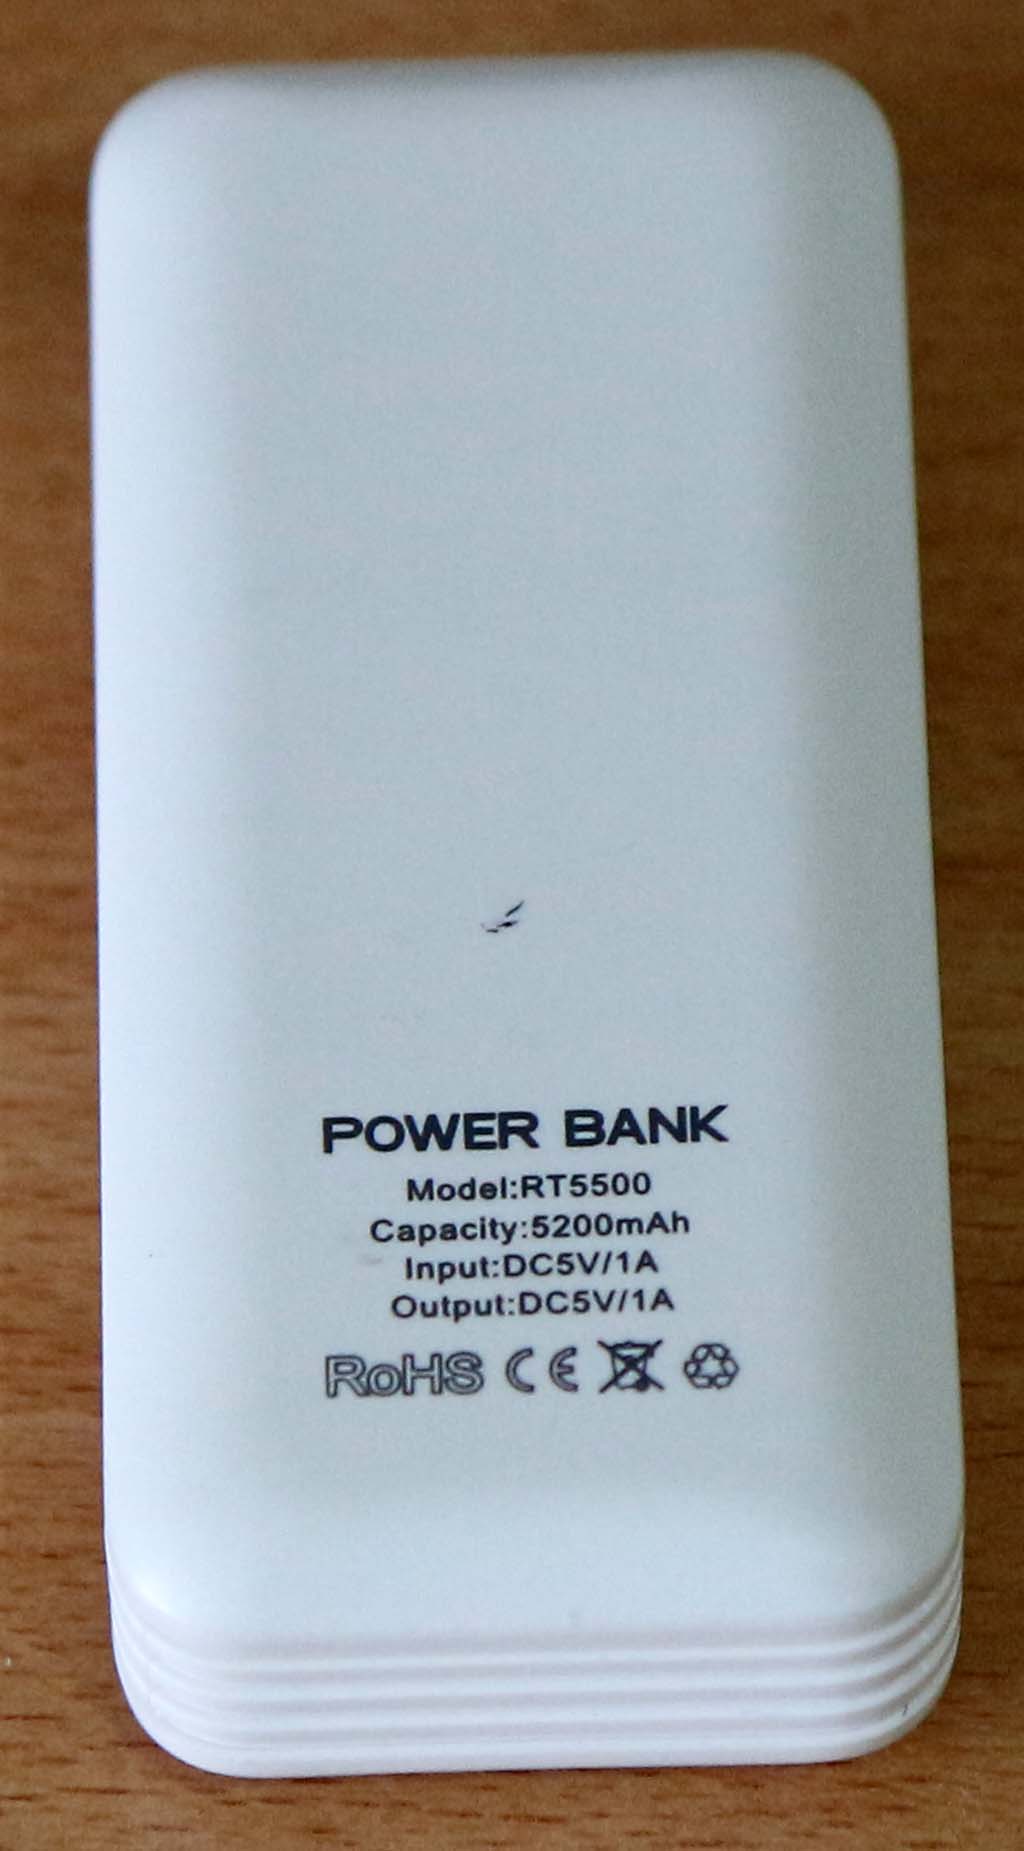 POWER BANK
Model:RT5500
Capacity:5200mAh
Input:DC5V/1A
Output:DC5V/1A
RoHS CE